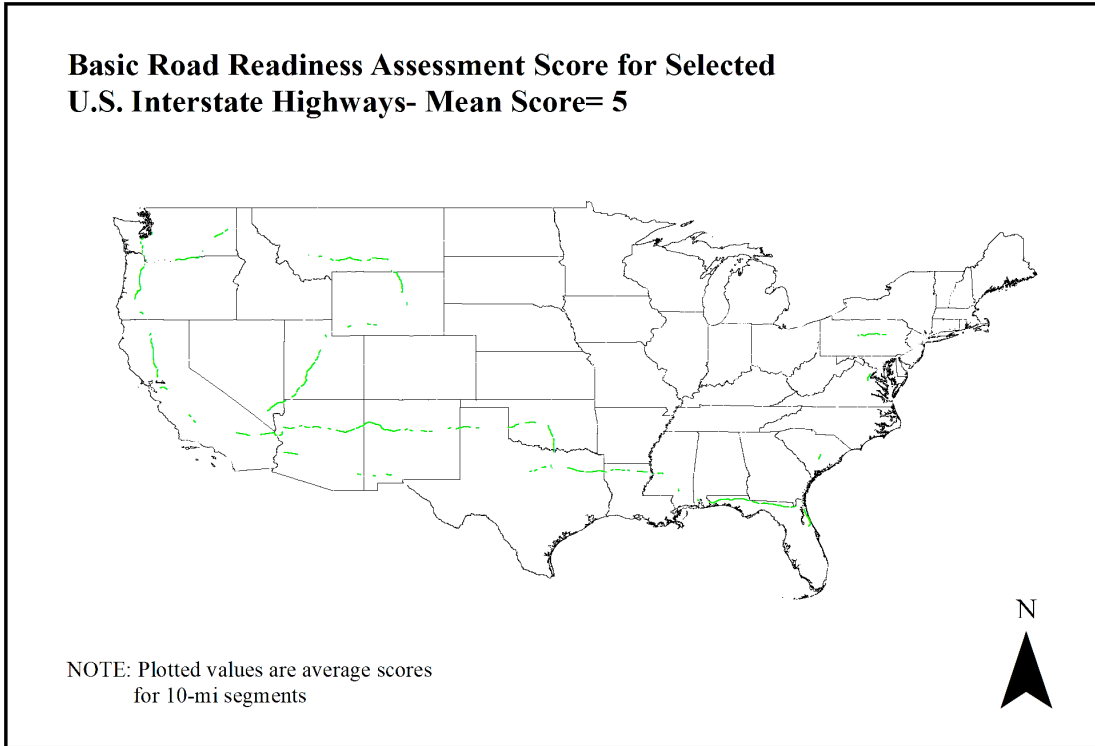 Basic Road Readiness Assessment Score for Selected
U.S. Interstate Highways- Mean Score= 5
N
NOTE: Plotted values are average scores
for 10-mi segments